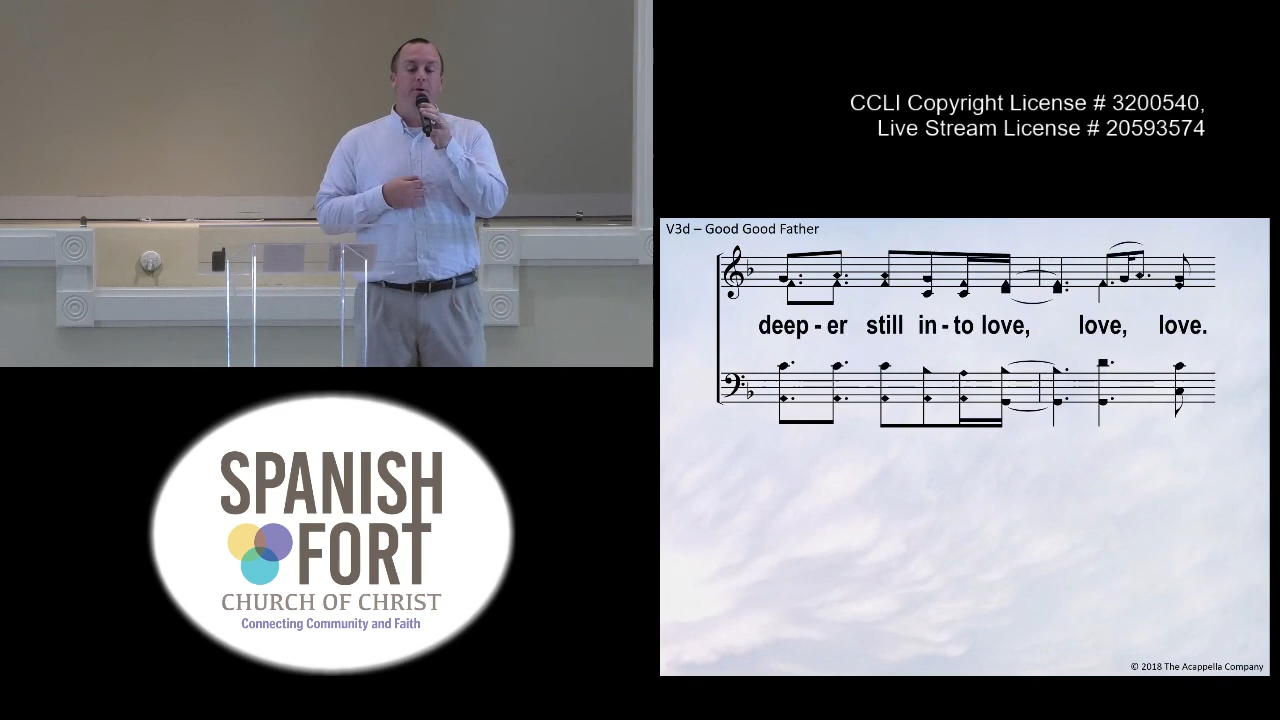 CCLI Copyright License # 3200540,
Live Stream License # 20593574
V3d – Good Good Father
deep - er still in - to love, love, love.
© 2018 The Acappella Company
SPANISH
FORT
CHURCH OF CHRIST
Connecting Community and Faith